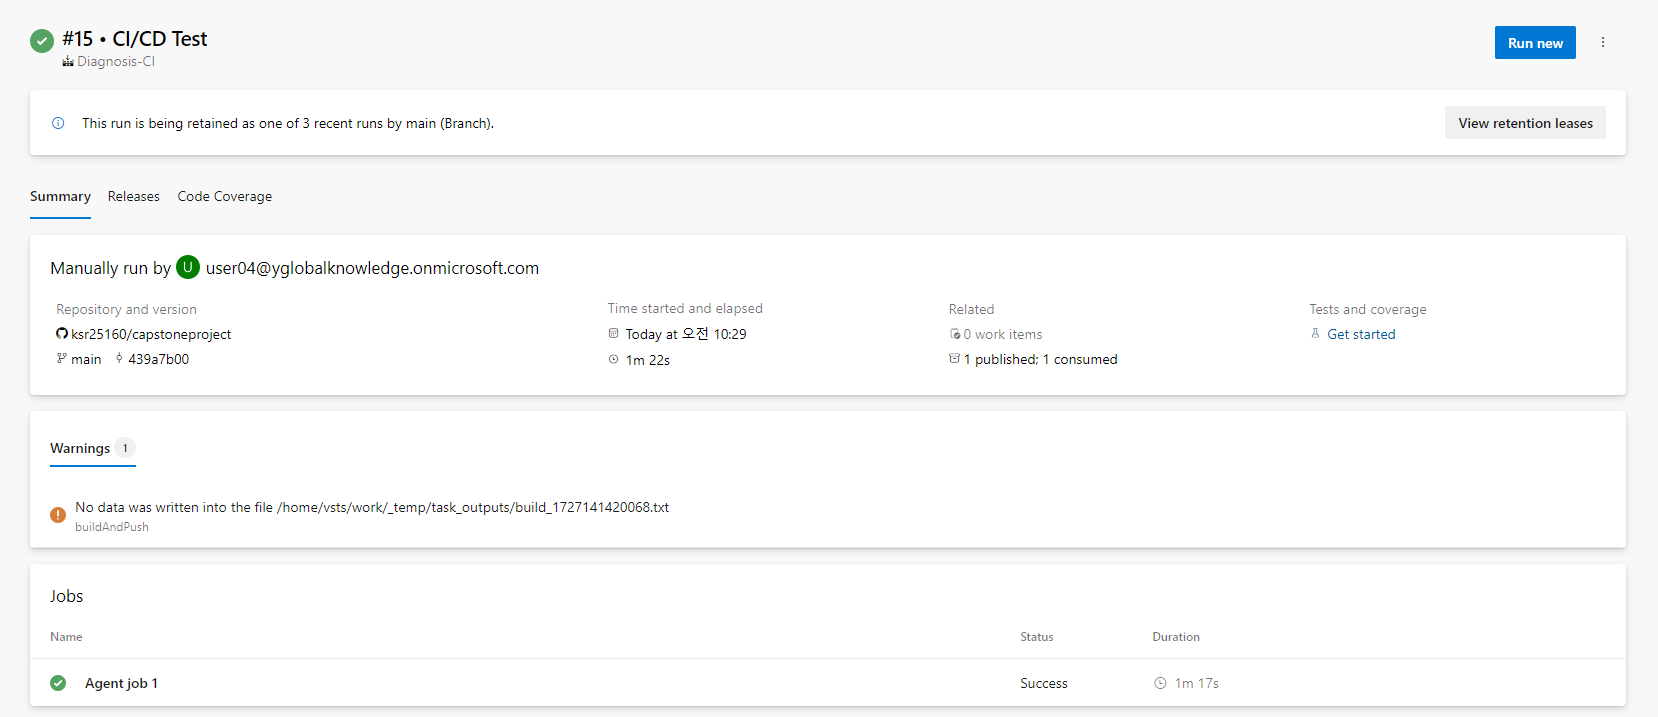 #15 • CI/CD Test
Run new
Diagnosis-CI
This run is being retained as one of 3 recent runs by main (Branch).
View retention leases
Summary Releases Code Coverage
Manually run by U user04@yglobalknowledge.onmicrosoft.com
Repository and version
ksr25160/capstoneproject
main 439a7b00
Time started and elapsed
Today at 오전 10:29
1m 22s
Related
0 work items
1 published; 1 consumed
Tests and coverage
Get started
Warnings 1
No data was written into the file /home/vsts/work/_temp/task_outputs/build_1727141420068.txt
buildAndPush
Jobs
Name Status Duration
Agent job 1 Success 1m 17s